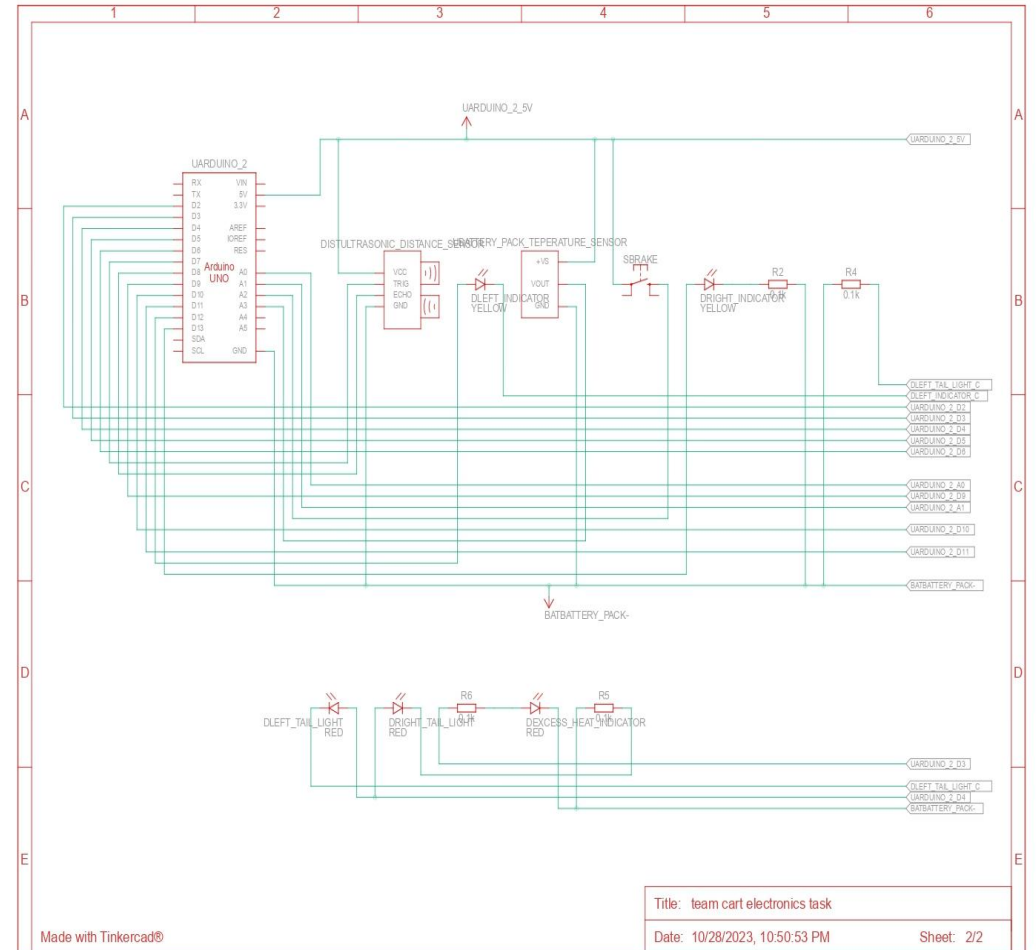 1 2 3 4 5 6
A A
UARDUINO_2_5V
UARDUINO_2_5V
UARDUINO_2
RX VIN
TX 5V
D2 3.3V
D3
D4 AREF
D5 IOREF
D6 RES
D7
D8 A0
D9 A1
D10 A2
D11 A3
D12 A4
D13 A5
SDA
SCL GND
Arduino
UNO
DISTULTRASONIC_DISTANCE_SENSOR
VCC
TRIG
ECHO
GND
UBATTERY_PACK_TEPERATURE_SENSOR
+VS
VOUT
GND
DLEFT_INDICATOR
YELLOW
SBRAKE
DRIGHT_INDICATOR
YELLOW
R2
0.1k
R4
0.1k
B B
DLEFT_TAIL_LIGHT_C
DLEFT_INDICATOR_C
UARDUINO_2_D2
UARDUINO_2_D3
UARDUINO_2_D4
UARDUINO_2_D5
UARDUINO_2_D6
C C
UARDUINO_2_A0
UARDUINO_2_D9
UARDUINO_2_A1
UARDUINO_2_D10
UARDUINO_2_D11
BATBATTERY_PACK-
BATBATTERY_PACK-
D D
DLEFT_TAIL_LIGHT
RED
DRIGHT_TAIL_LIGHT
RED
R6
0.1k
DEXCESS_HEAT_INDICATOR
RED
R5
0.1k
UARDUINO_2_D3
DLEFT_TAIL_LIGHT_C
UARDUINO_2_D4
BATBATTERY_PACK-
E E
Title: team cart electronics task
Made with Tinkercad®
Date: 10/28/2023, 10:50:53 PM Sheet: 2/2